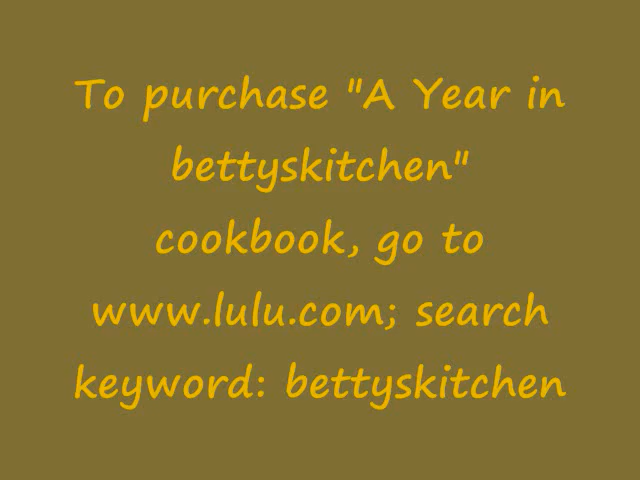 To purchase "A Year in
bettyskitchen"
cookbook, go to
www.lulu.com; search
keyword: bettyskitchen